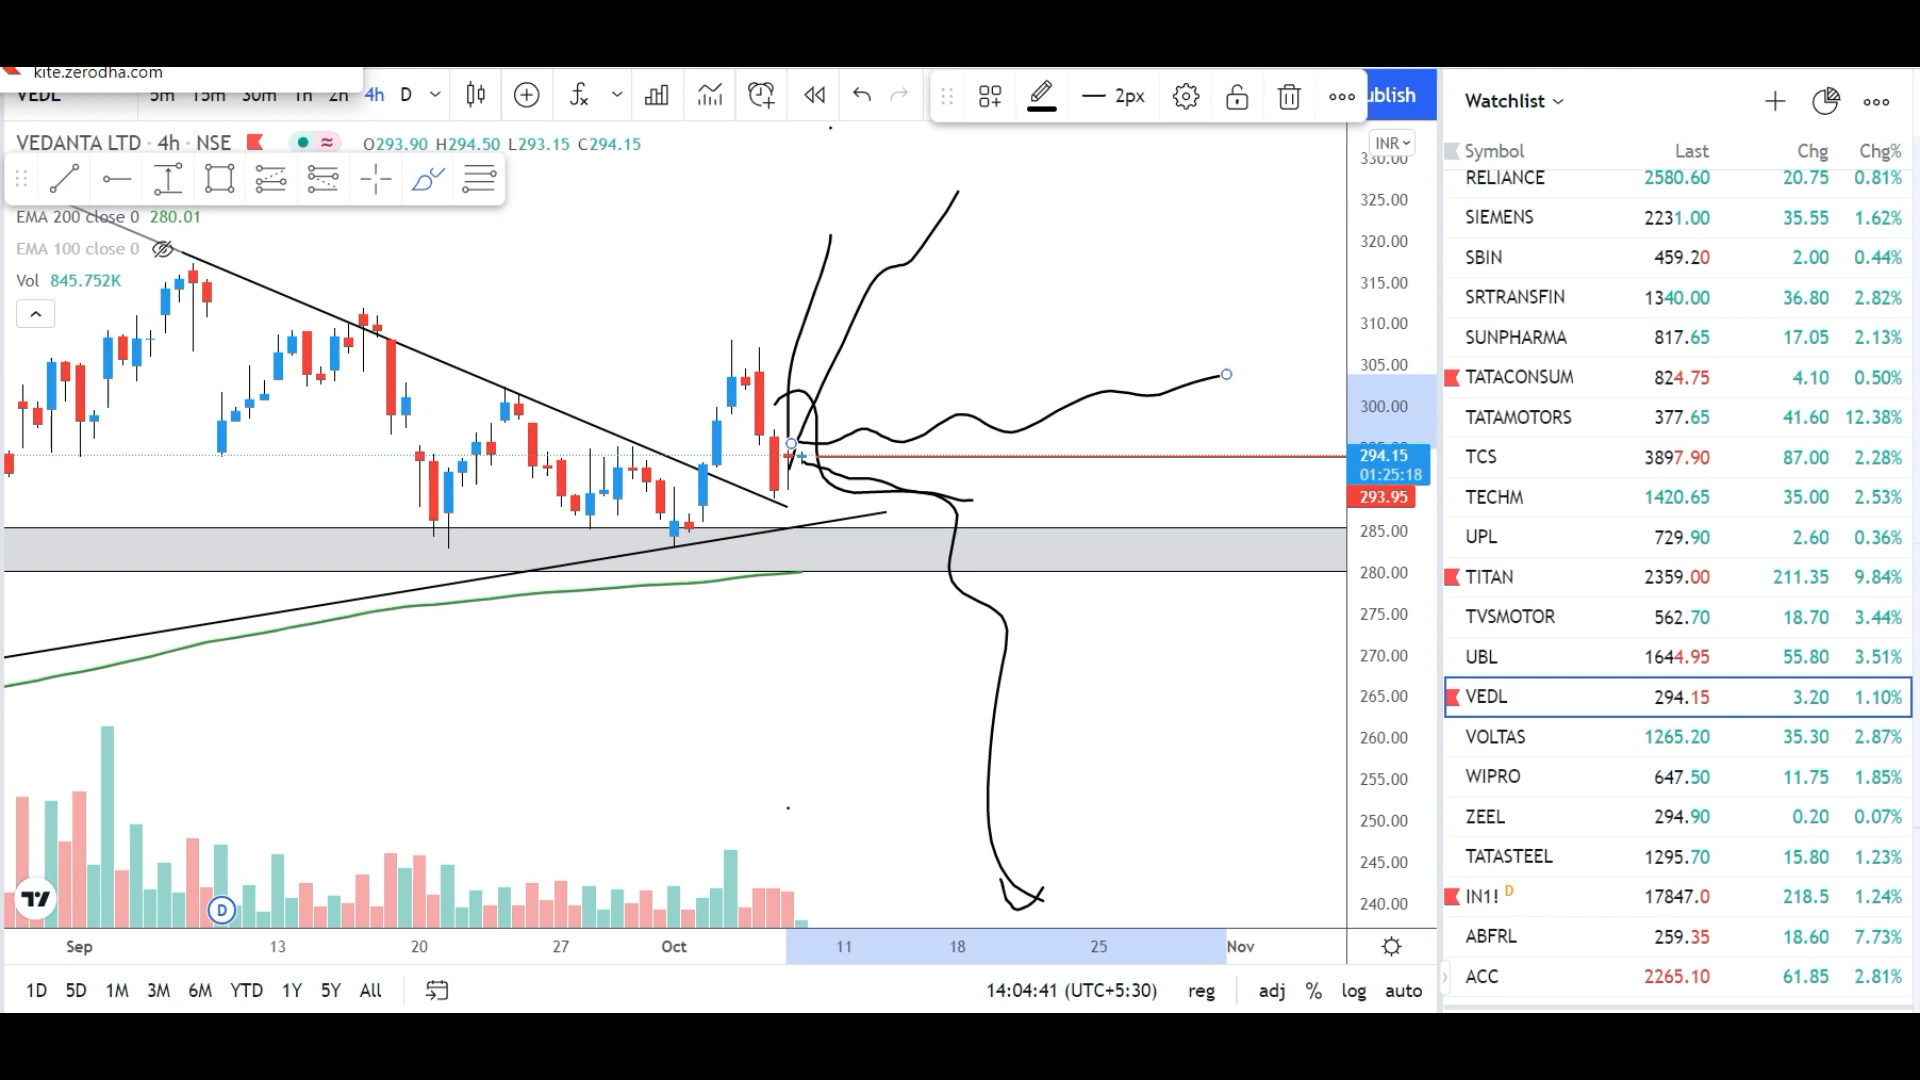 kite.zerodha.com
VEDL 5m 15m 30m 1h 2h 4h D 2px ublish
VEDANTA LTD · 4h · NSE O293.90 H294.50 L293.15 C294.15
EMA 200 close 0 280.01
EMA 100 close 0
Vol 845.752K
INR
330.00
325.00
320.00
315.00
310.00
305.00
300.00
294.15
01:25:18
293.95
285.00
280.00
275.00
270.00
265.00
260.00
255.00
250.00
245.00
240.00
D
Sep 13 20 27 Oct 11 18 25 Nov
1D 5D 1M 3M 6M YTD 1Y 5Y All 14:04:41 (UTC+5:30) reg adj % log auto
Watchlist
Symbol Last Chg Chg%
RELIANCE 2580.60 20.75 0.81%
SIEMENS 2231.00 35.55 1.62%
SBIN 459.20 2.00 0.44%
SRTRANSFIN 1340.00 36.80 2.82%
SUNPHARMA 817.65 17.05 2.13%
TATACONSUM 824.75 4.10 0.50%
TATAMOTORS 377.65 41.60 12.38%
TCS 3897.90 87.00 2.28%
TECHM 1420.65 35.00 2.53%
UPL 729.90 2.60 0.36%
TITAN 2359.00 211.35 9.84%
TVSMOTOR 562.70 18.70 3.44%
UBL 1644.95 55.80 3.51%
VEDL 294.15 3.20 1.10%
VOLTAS 1265.20 35.30 2.87%
WIPRO 647.50 11.75 1.85%
ZEEL 294.90 0.20 0.07%
TATASTEEL 1295.70 15.80 1.23%
IN1! D 17847.0 218.5 1.24%
ABFRL 259.35 18.60 7.73%
ACC 2265.10 61.85 2.81%